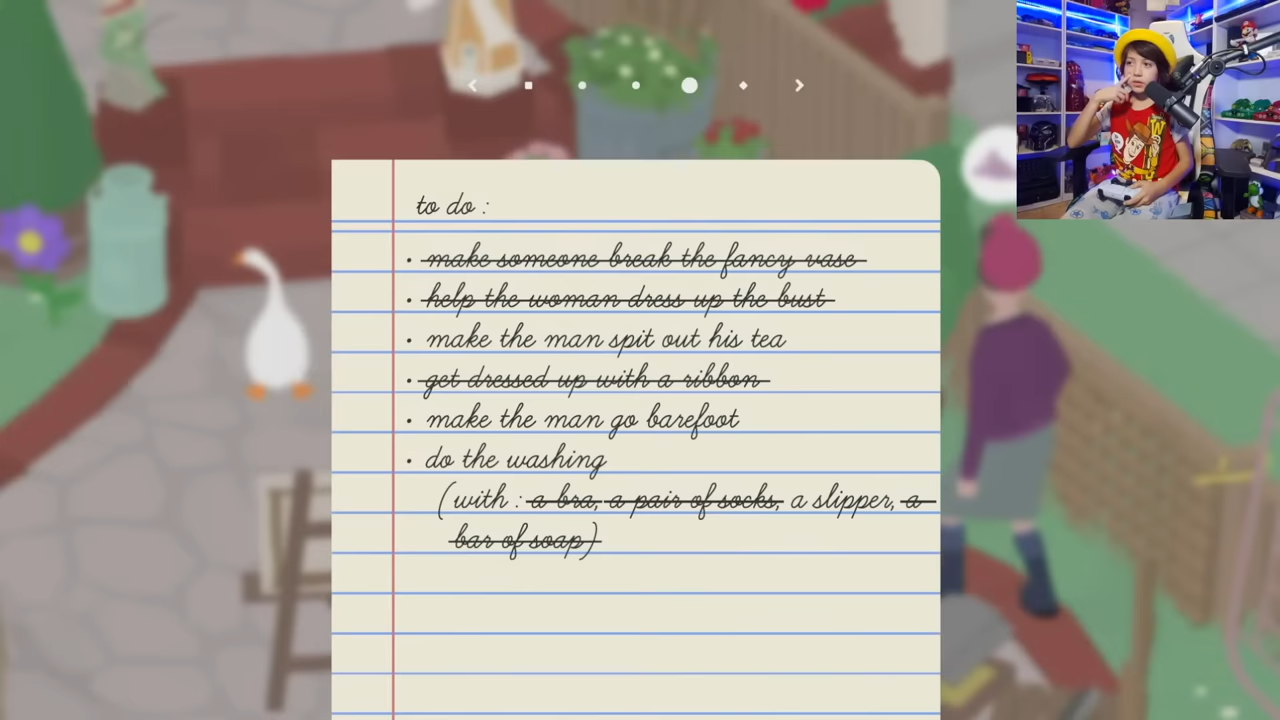 to do :
• make someone break the fancy vase
• help the woman dress up the bust
• make the man spit out his tea
• get dressed up with a ribbon
• make the man go barefoot
• do the washing
(with : a bra, a pair of socks, a slipper, a
bar of soap)